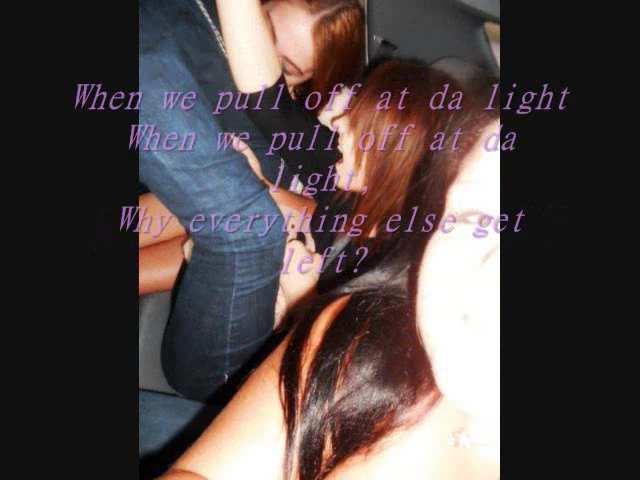 When we pull off at da light
When we pull off at da
light,
Why everything else get
left?